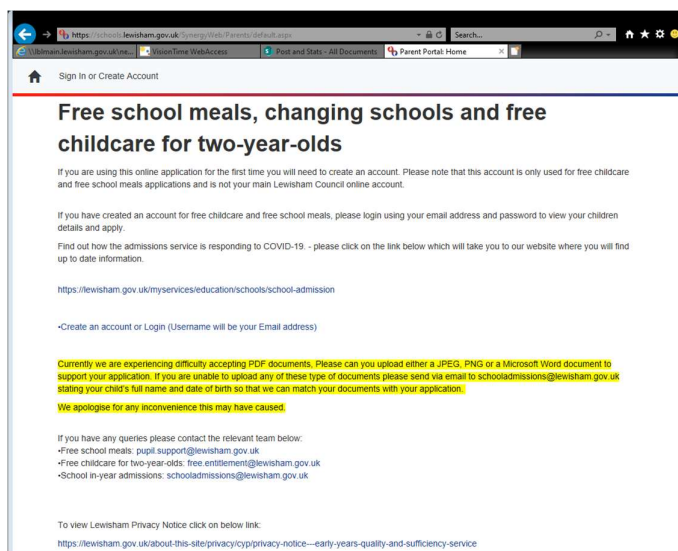 https://schools.lewisham.gov.uk/SynergyWeb/Parents/default.aspx
Search...
\\lblmain.lewisham.gov.uk\ne...
VisionTime WebAccess
Post and Stats - All Documents
Parent Portal: Home
Sign In or Create Account
Free school meals, changing schools and free
childcare for two-year-olds
If you are using this online application for the first time you will need to create an account. Please note that this account is only used for free childcare
and free school meals applications and is not your main Lewisham Council online account.
If you have created an account for free childcare and free school meals, please login using your email address and password to view your children
details and apply.
Find out how the admissions service is responding to COVID-19. - please click on the link below which will take you to our website where you will find
up to date information.
https://lewisham.gov.uk/myservices/education/schools/school-admission
•Create an account or Login (Username will be your Email address)
Currently we are experiencing difficulty accepting PDF documents, Please can you upload either a JPEG, PNG or a Microsoft Word document to
support your application. If you are unable to upload any of these type of documents please send via email to schooladmissions@lewisham.gov.uk
stating your child's full name and date of birth so that we can match your documents with your application.
We apologise for any inconvenience this may have caused.
If you have any queries please contact the relevant team below:
•Free school meals: pupil.support@lewisham.gov.uk
•Free childcare for two-year-olds: free.entitlement@lewisham.gov.uk
•School in-year admissions: schooladmissions@lewisham.gov.uk
To view Lewisham Privacy Notice click on below link:
https://lewisham.gov.uk/about-this-site/privacy/cyp/privacy-notice---early-years-quality-and-sufficiency-service